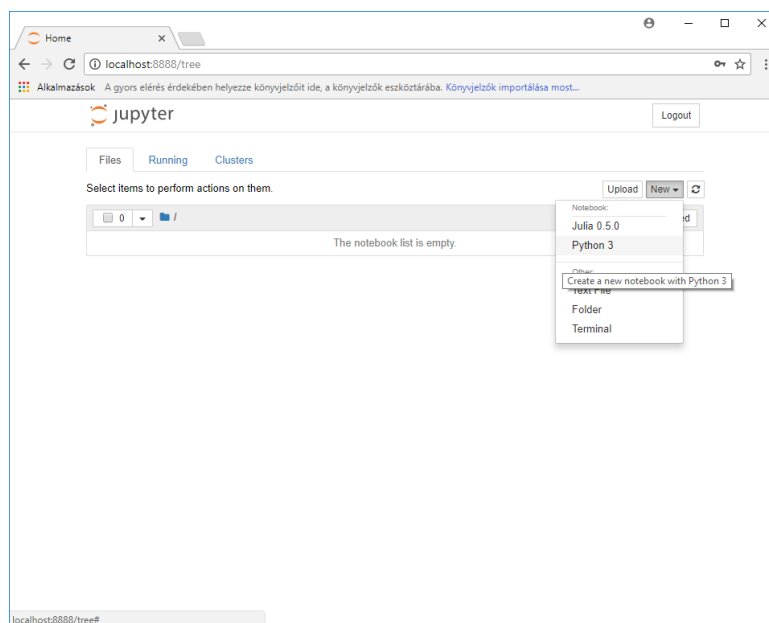 Home
localhost:8888/tree
Alkalmazások A gyors elérés érdekében helyezze könyvjelzőit ide, a könyvjelzők eszköztárába. Könyvjelzők importálása most...
jupyter Logout
Files Running Clusters
Select items to perform actions on them. Upload New
0 / ed
Notebook:
The notebook list is empty. Julia 0.5.0
Python 3
Other:
Create a new notebook with Python 3
Text File
Folder
Terminal
localhost:8888/tree#